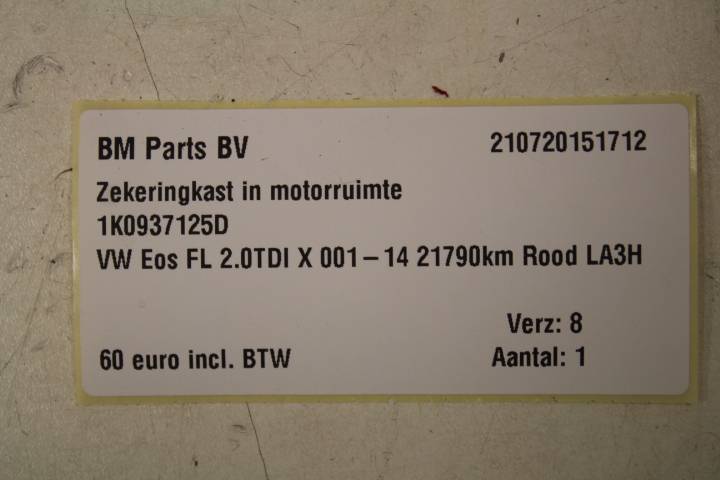 BM Parts BV 210720151712
Zekeringkast in motorruimte
1K0937125D
VW Eos FL 2.0TDI X 001-14 21790km Rood LA3H
Verz: 8
60 euro incl. BTW Aantal: 1